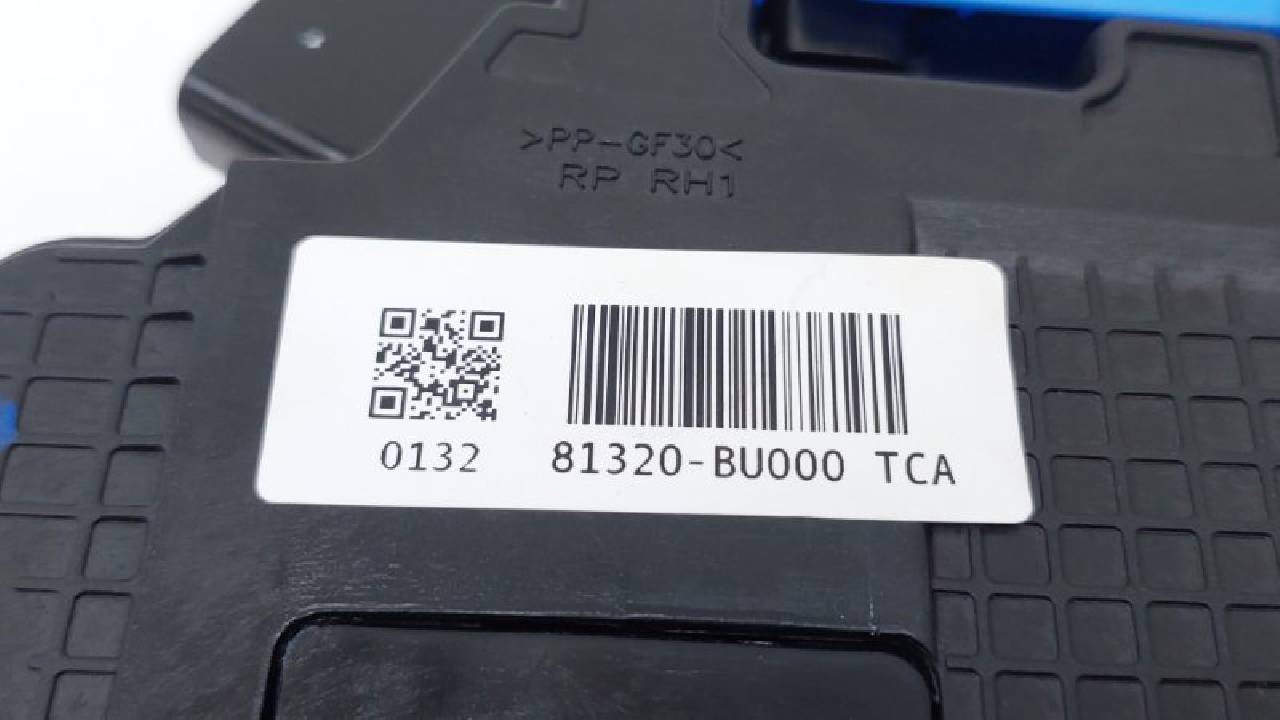 >PP-GF30<
RP RH1
0132 81320-BU000 TCA